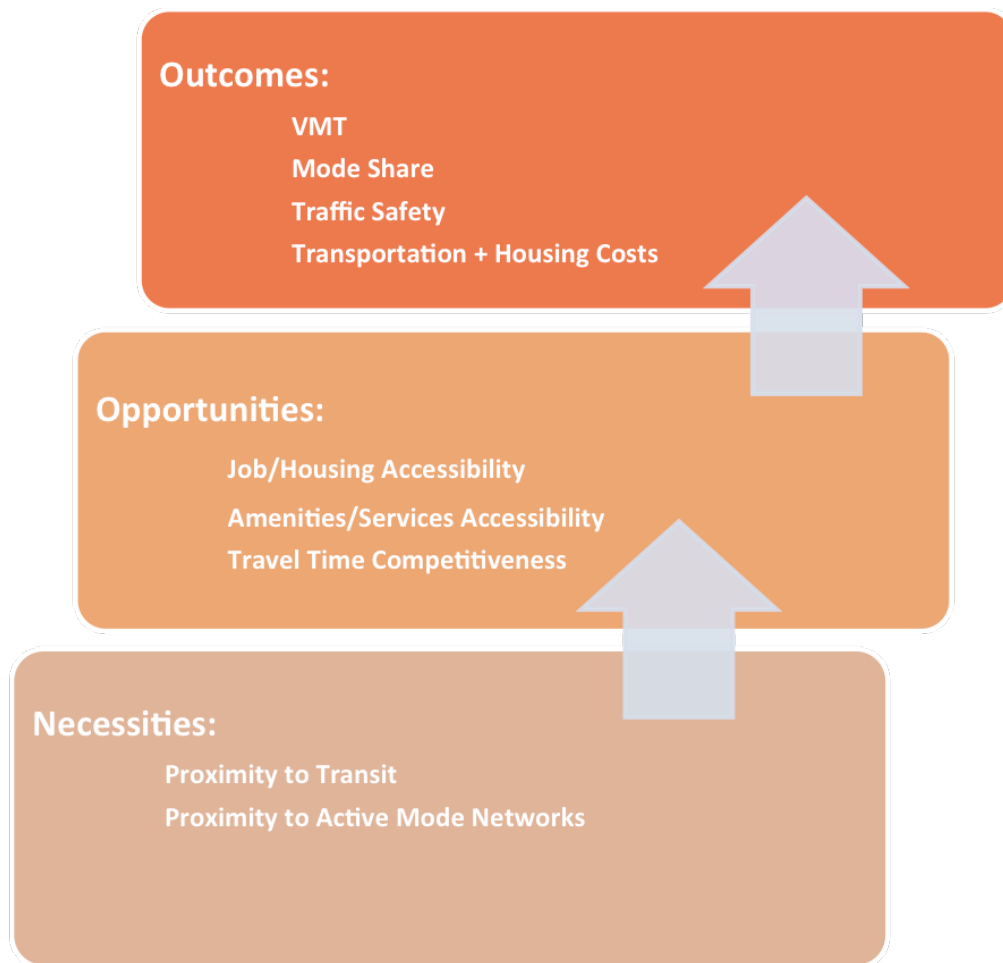 Outcomes:
VMT
Mode Share
Traffic Safety
Transportation + Housing Costs
Opportunities:
Job/Housing Accessibility
Amenities/Services Accessibility
Travel Time Competitiveness
Necessities:
Proximity to Transit
Proximity to Active Mode Networks